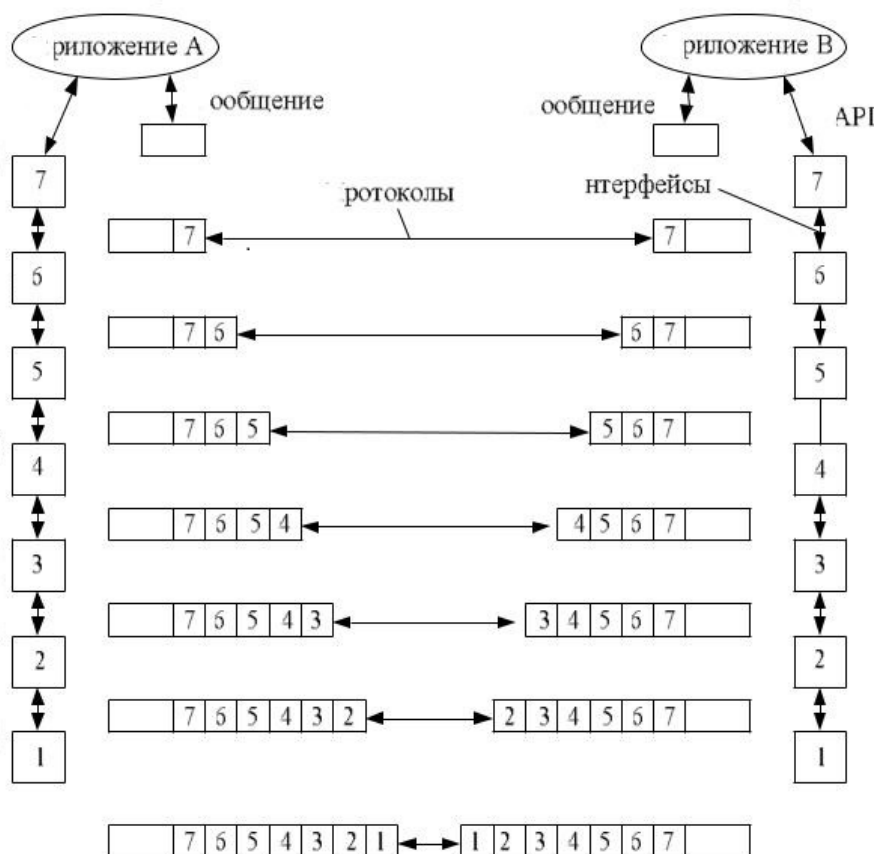 риложение А
риложение В
ообщение
ообщение
API
7
7
ротоколы
нтерфейсы
7
7
6
6
7 6
6 7
5
5
7 6 5
5 6 7
4
4
7 6 5 4
4 5 6 7
3
3
7 6 5 4 3
3 4 5 6 7
2
2
7 6 5 4 3 2
2 3 4 5 6 7
1
1
7 6 5 4 3 2 1
1 2 3 4 5 6 7